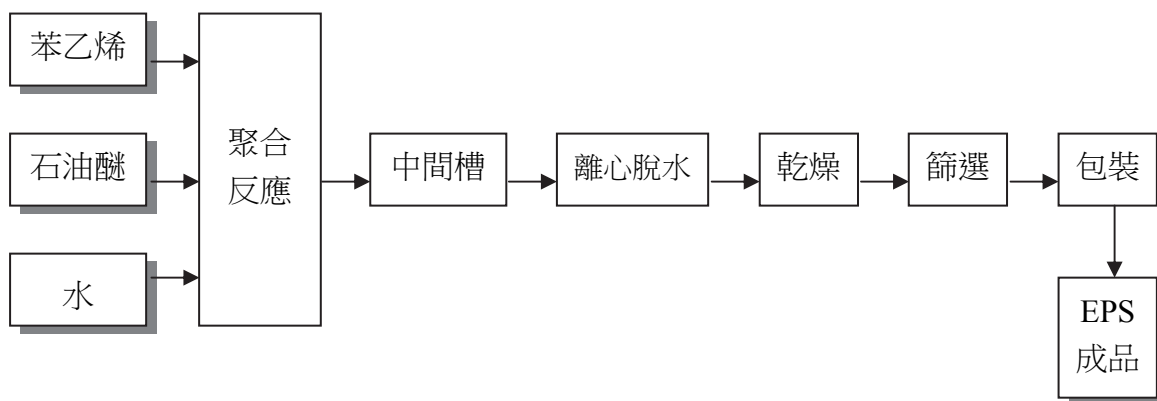 苯乙烯
石油醚
水
聚合
反應
中間槽
離心脫水
乾燥
篩選
包裝
EPS
成品